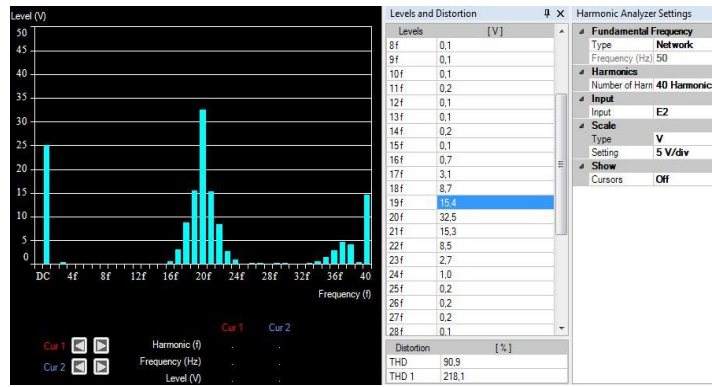 Level (V)
50
45
40
35
30
25
20
15
10
5
0
DC 4f 8f 12f 16f 20f 24f 28f 32f 36f 40
Frequency (f)
Cur 1 Cur 2
Cur 1 Harmonic (f) . .
Cur 2 Frequency (Hz) . .
Level (V) . .
Levels and Distortion
Levels [ V ]
8f 0,1
9f 0,1
10f 0,1
11f 0,2
12f 0,1
13f 0,1
14f 0,2
15f 0,1
16f 0,7
17f 3,1
18f 8,7
19f 15,4
20f 32,5
21f 15,3
22f 8,5
23f 2,7
24f 1,0
25f 0,2
26f 0,2
27f 0,2
28f 0,1
Distortion [ % ]
THD 90,9
THD 1 218,1
Harmonic Analyzer Settings
Fundamental Frequency
Type Network
Frequency (Hz) 50
Harmonics
Number of Harn 40 Harmonic
Input
Input E2
Scale
Type V
Setting 5 V/div
Show
Cursors Off